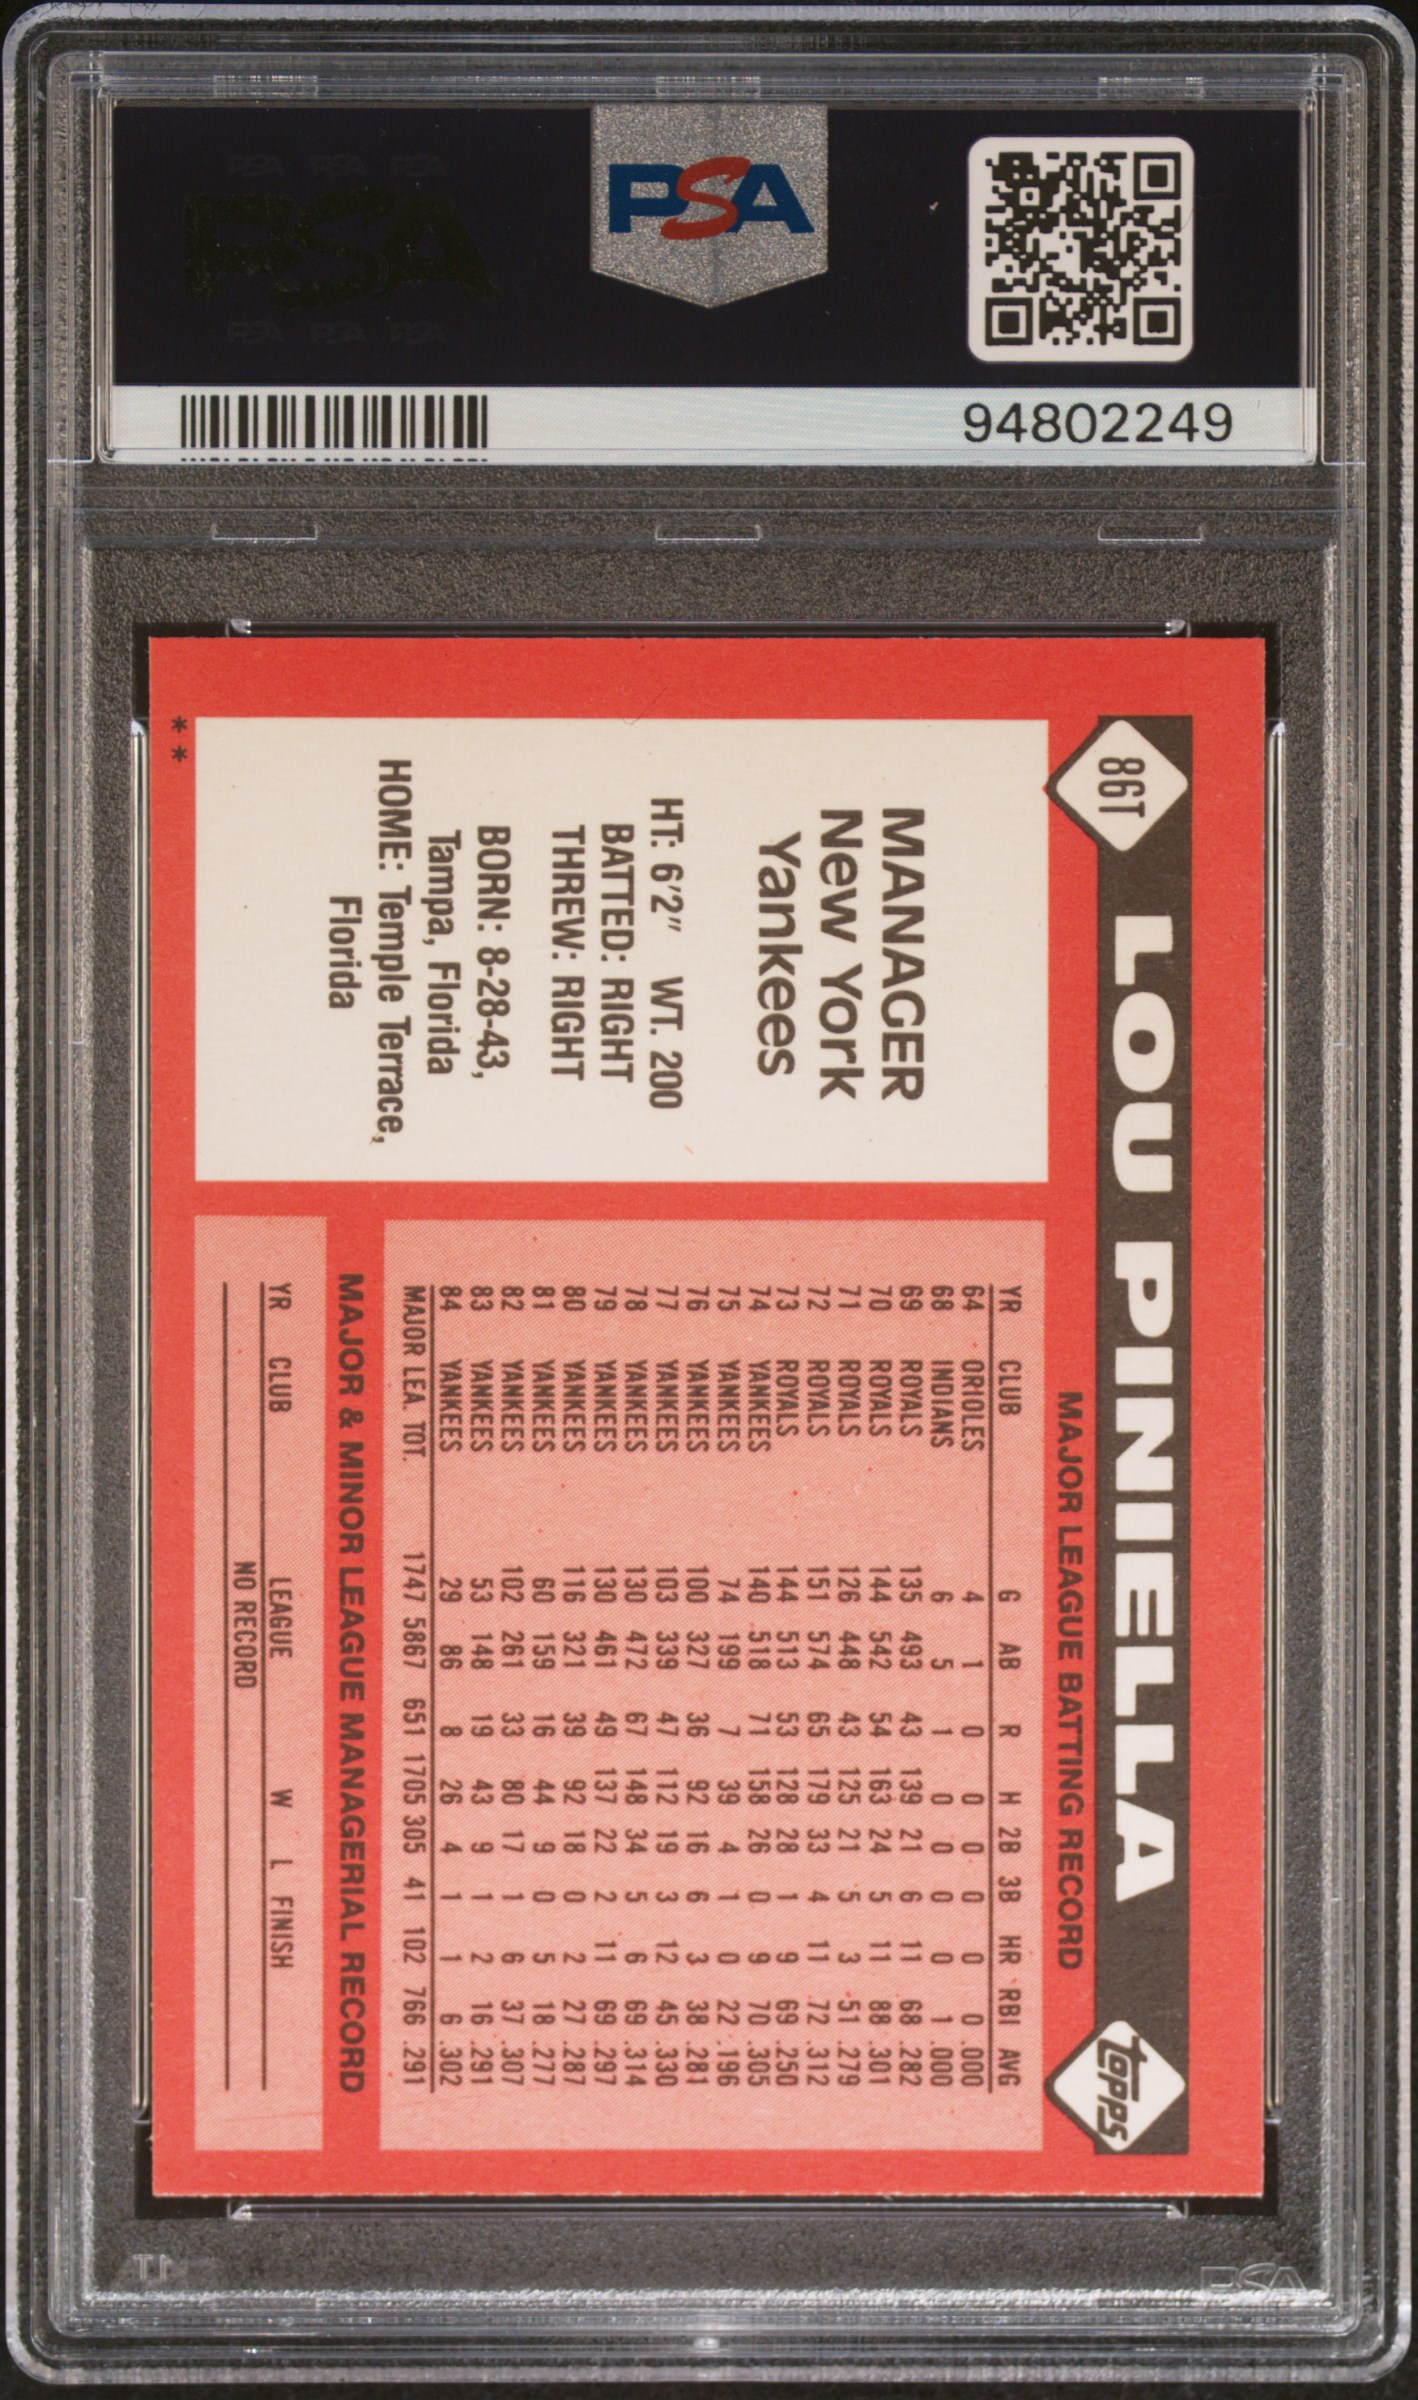 PSA PSA PSA
PSA
PSA PSA PSA
PSA
94802249
86T LOU PINIELLA topps
MANAGER
New York
Yankees
HT: 6'2" WT. 200
BATTED: RIGHT
THREW: RIGHT
BORN: 8-28-43,
Tampa, Florida
HOME: Temple Terrace,
Florida
**
MAJOR LEAGUE BATTING RECORD
YR CLUB G AB R H 2B 3B HR RBI AVG
64 ORIOLES 4 1 0 0 0 0 0 0 .000
68 INDIANS 6 5 1 0 0 0 0 1 .000
69 ROYALS 135 493 43 139 21 6 11 68 .282
70 ROYALS 144 542 54 163 24 5 11 88 .301
71 ROYALS 126 448 43 125 21 5 3 51 .279
72 ROYALS 151 574 65 179 33 4 11 72 .312
73 ROYALS 144 513 53 128 28 1 9 69 .250
74 YANKEES 140 518 71 158 26 0 9 70 .305
75 YANKEES 74 199 7 39 4 1 0 22 .196
76 YANKEES 100 327 36 92 16 6 3 38 .281
77 YANKEES 103 339 47 112 19 3 12 45 .330
78 YANKEES 130 472 67 148 34 5 6 69 .314
79 YANKEES 130 461 49 137 22 2 11 69 .297
80 YANKEES 116 321 39 92 18 0 2 27 .287
81 YANKEES 60 159 16 44 9 0 5 18 .277
82 YANKEES 102 261 33 80 17 1 6 37 .307
83 YANKEES 53 148 19 43 9 1 2 16 .291
84 YANKEES 29 86 8 26 4 1 1 6 .302
MAJOR LEA. TOT. 1747 5867 651 1705 305 41 102 766 .291
MAJOR & MINOR LEAGUE MANAGERIAL RECORD
YR CLUB LEAGUE W L FINISH
NO RECORD
PSA